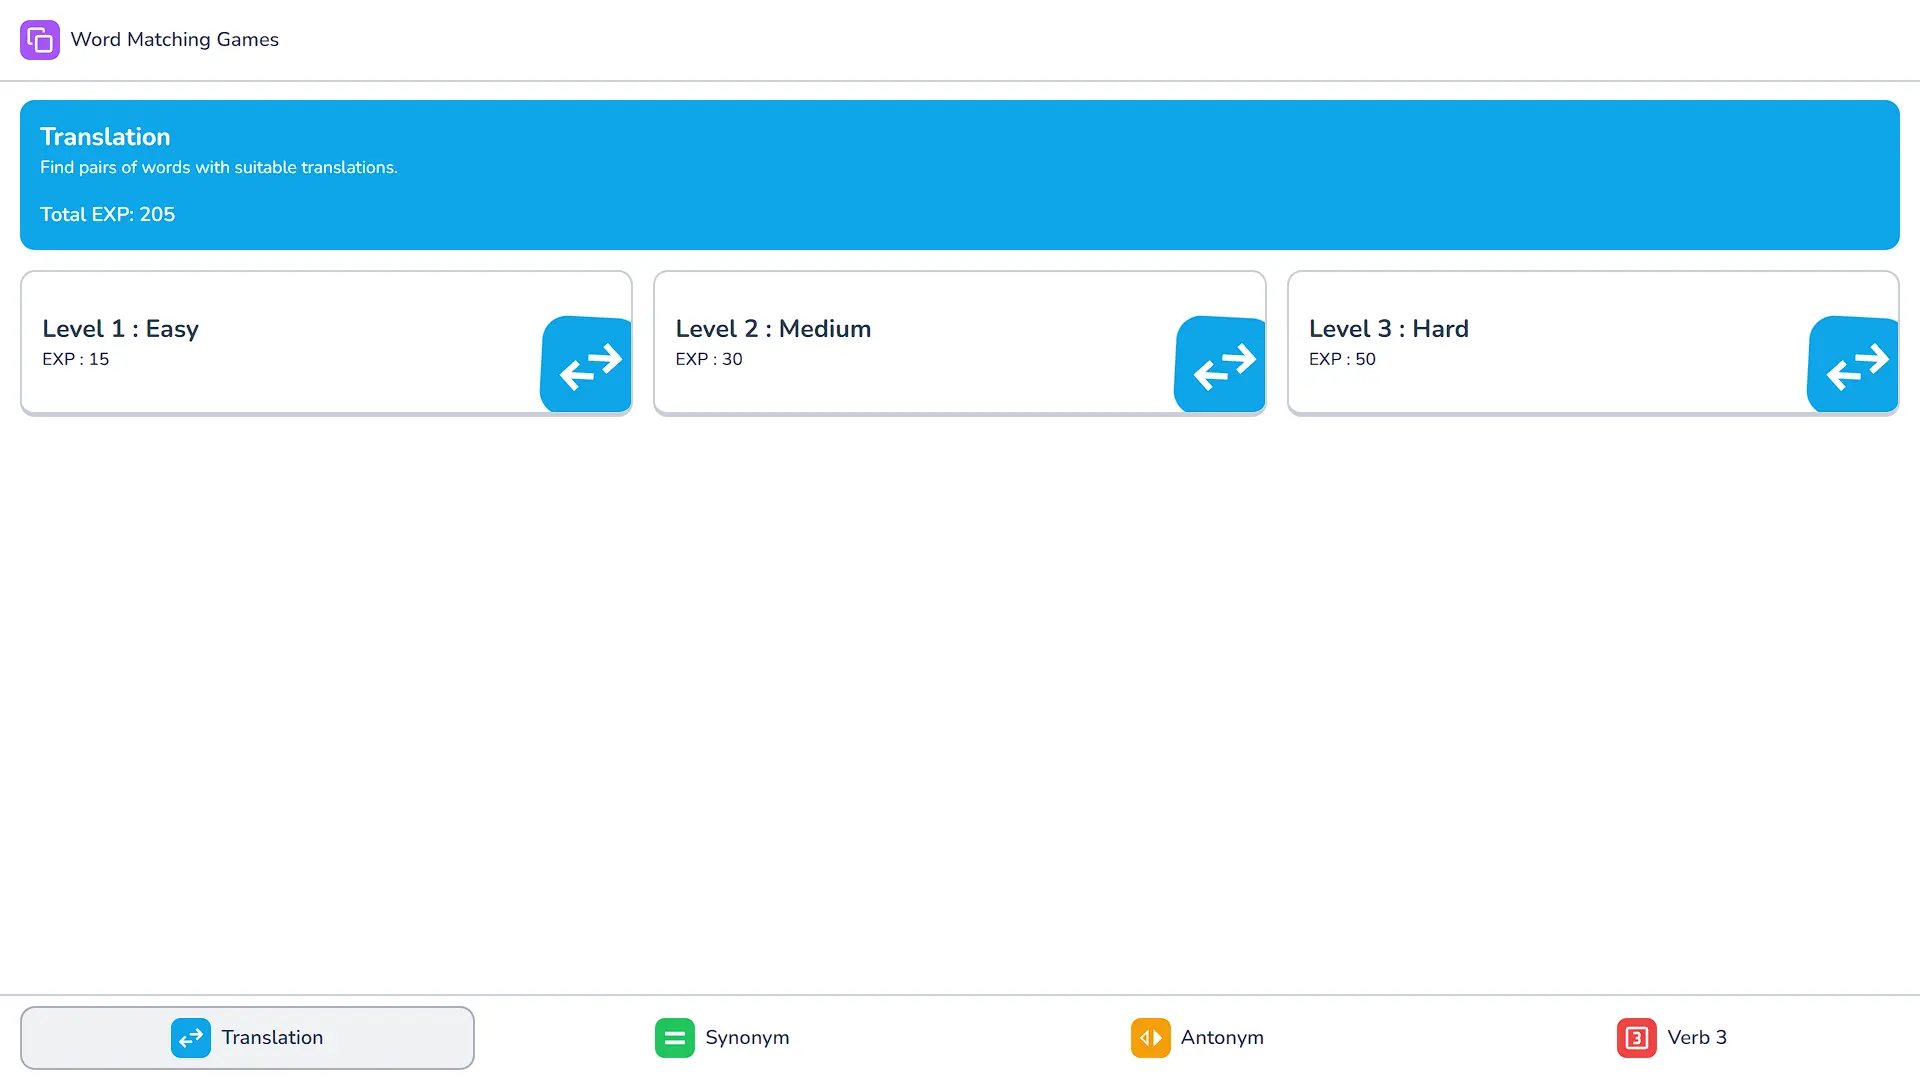 Word Matching Games
Translation
Find pairs of words with suitable translations.
Total EXP: 205
Level 1 : Easy
EXP : 15
Level 2 : Medium
EXP : 30
Level 3 : Hard
EXP : 50
Translation
Synonym
Antonym
3
Verb 3